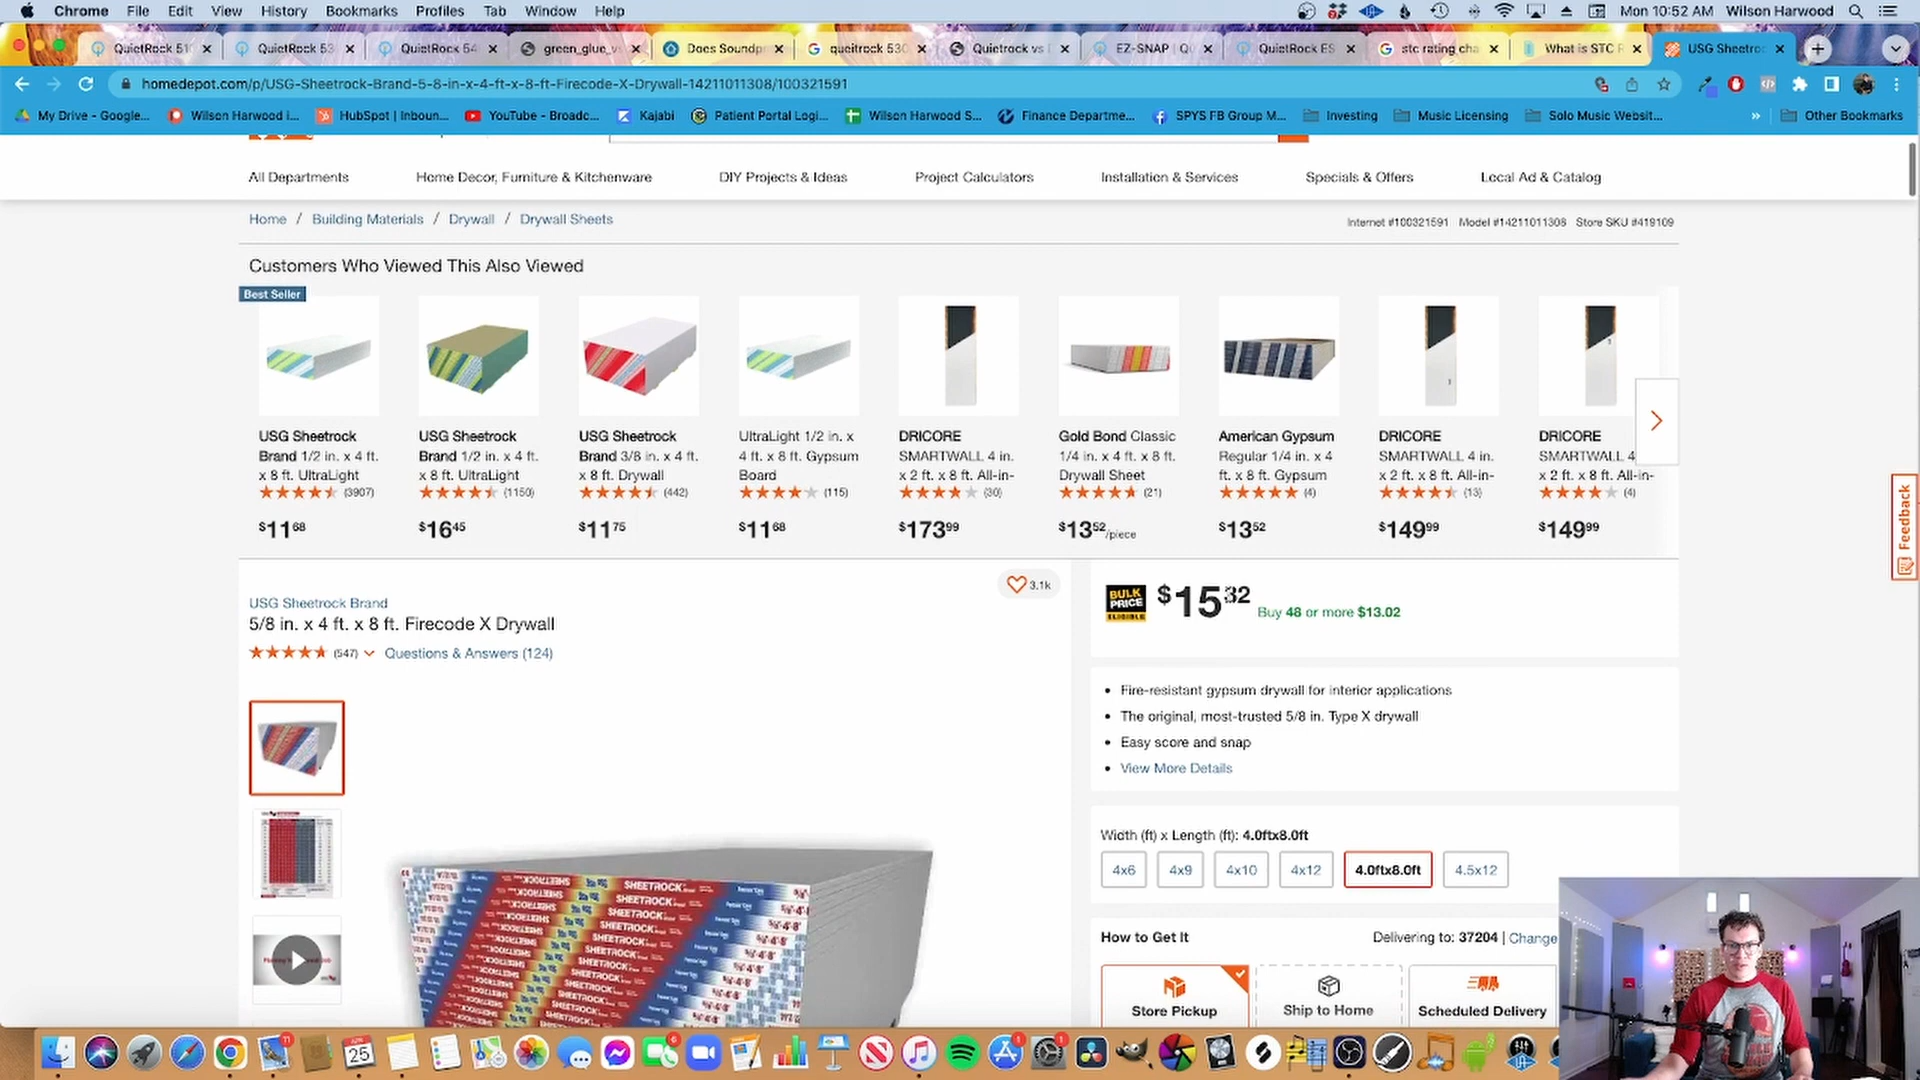 Chrome File Edit View History Bookmarks Profiles Tab Window Help Mon 10:52 AM Wilson Harwood
QuietRock 51 QuietRock 53 QuietRock 54 green_glue_v Does Soundp queitrock 530 Quietrock vs EZ-SNAP | QU QuietRock ES stc rating cha What is STC R USG Sheetroc
homedepot.com/p/USG-Sheetrock-Brand-5-8-in-x-4-ft-x-8-ft-Firecode-X-Drywall-14211011308/100321591
My Drive - Google... Wilson Harwood i... HubSpot | Inboun... YouTube - Broadc... Kajabi Patient Portal Logi... Wilson Harwood S... Finance Departme... SPYS FB Group M... Investing Music Licensing Solo Music Websit... » Other Bookmarks
All Departments Home Decor, Furniture & Kitchenware DIY Projects & Ideas Project Calculators Installation & Services Specials & Offers Local Ad & Catalog
Home / Building Materials / Drywall / Drywall Sheets Internet #100321591 Model #14211011308 Store SKU #419109
Customers Who Viewed This Also Viewed
Best Seller
USG Sheetrock USG Sheetrock USG Sheetrock UltraLight 1/2 in. x DRICORE Gold Bond Classic American Gypsum DRICORE DRICORE
Brand 1/2 in. x 4 ft. Brand 1/2 in. x 4 ft. Brand 3/8 in. x 4 ft. 4 ft. x 8 ft. Gypsum SMARTWALL 4 in. 1/4 in. x 4 ft. x 8 ft. Regular 1/4 in. x 4 SMARTWALL 4 in. SMARTWALL 4
x 8 ft. UltraLight x 8 ft. UltraLight x 8 ft. Drywall Board x 2 ft. x 8 ft. All-in- Drywall Sheet ft. x 8 ft. Gypsum x 2 ft. x 8 ft. All-in- x 2 ft. x 8 ft. All-in-
(3907) (1150) (442) (115) (30) (21) (4) (13) (4)
$11 68 $16 45 $11 75 $11 68 $173 99 $13 52 /piece $13 52 $149 99 $149 99
Feedback
3.1k
USG Sheetrock Brand
5/8 in. x 4 ft. x 8 ft. Firecode X Drywall
(547) Questions & Answers (124)
BULK PRICE ELIGIBLE $15 32 Buy 48 or more $13.02
• Fire-resistant gypsum drywall for interior applications
• The original, most-trusted 5/8 in. Type X drywall
• Easy score and snap
• View More Details
Width (ft) x Length (ft): 4.0ftx8.0ft
4x6 4x9 4x10 4x12 4.0ftx8.0ft 4.5x12
How to Get It Delivering to: 37204 | Change
Store Pickup Ship to Home Scheduled Delivery
SHEETROCK
SHEETROCK
SHEETROCK
SHEETROCK
25